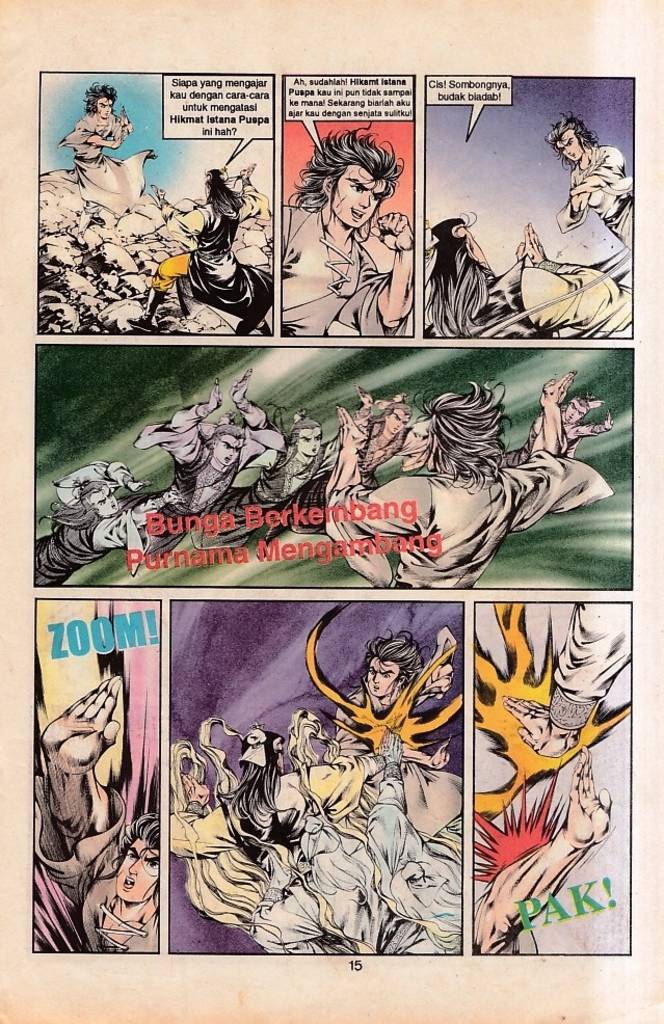 Siapa yang mengajar
kau dengan cara-cara
untuk mengatasi
Hikmat Istana Puspa
ini hah?
Ah, sudahlah! Hikamt Istana
Puspa kau ini pun tidak sampai
ke mana! Sekarang biarlah aku
ajar kau dengan senjata sulitku!
Cis! Sombongnya,
budak biadab!
Bunga Berkembang
Purnama Mengambang
ZOOM!
PAK!
15